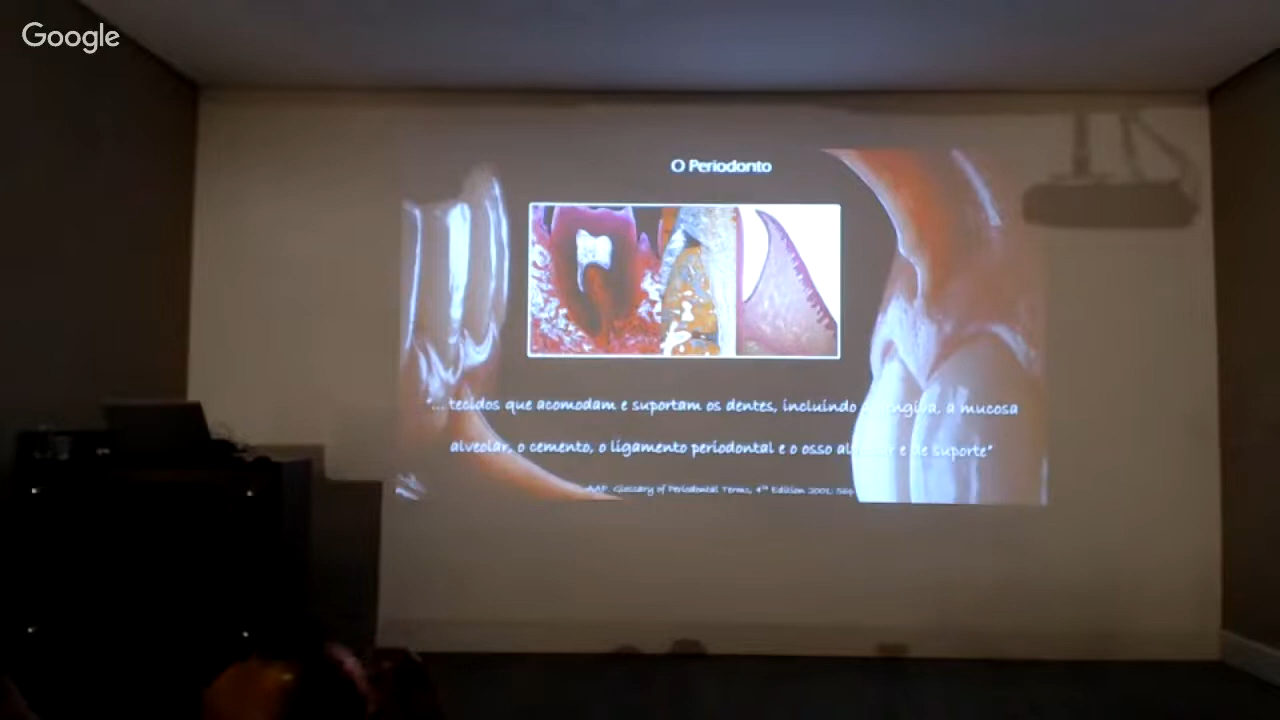 Google
O Periodonto
"... tecidos que acomodam e suportam os dentes, incluindo gengiva, a mucosa
alveolar, o cemento, o ligamento periodontal e o osso alveolar e de suporte"
AAP. Glossary of Periodontal Terms, 4th Edition 2001;